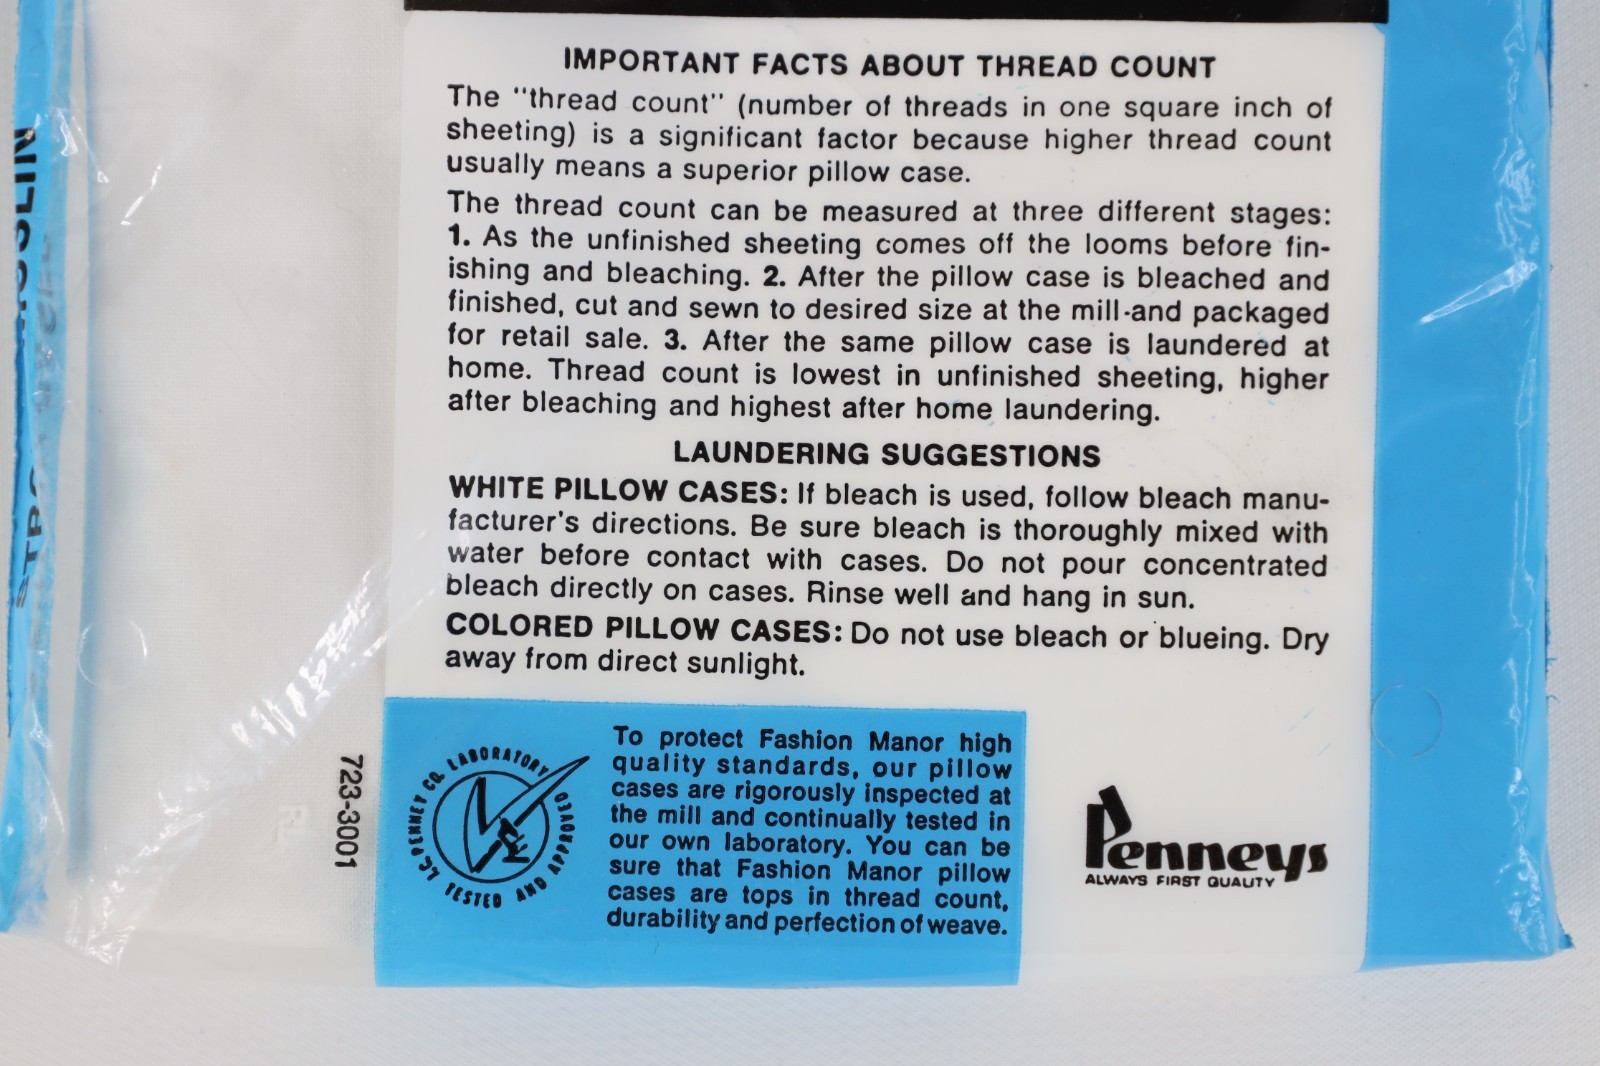 IMPORTANT FACTS ABOUT THREAD COUNT
The "thread count" (number of threads in one square inch of
sheeting) is a significant factor because higher thread count
usually means a superior pillow case.
The thread count can be measured at three different stages:
1. As the unfinished sheeting comes off the looms before fin-
ishing and bleaching. 2. After the pillow case is bleached and
finished, cut and sewn to desired size at the mill-and packaged
for retail sale. 3. After the same pillow case is laundered at
home. Thread count is lowest in unfinished sheeting, higher
after bleaching and highest after home laundering.
LAUNDERING SUGGESTIONS
WHITE PILLOW CASES: If bleach is used, follow bleach manu-
facturer's directions. Be sure bleach is thoroughly mixed with
water before contact with cases. Do not pour concentrated
bleach directly on cases. Rinse well and hang in sun.
COLORED PILLOW CASES: Do not use bleach or blueing. Dry
away from direct sunlight.
723-3001
J.C. PENNEY CO. LABORATORY
TESTED AND APPROVED
To protect Fashion Manor high
quality standards, our pillow
cases are rigorously inspected at
the mill and continually tested in
our own laboratory. You can be
sure that Fashion Manor pillow
cases are tops in thread count,
durability and perfection of weave.
Penneys
ALWAYS FIRST QUALITY